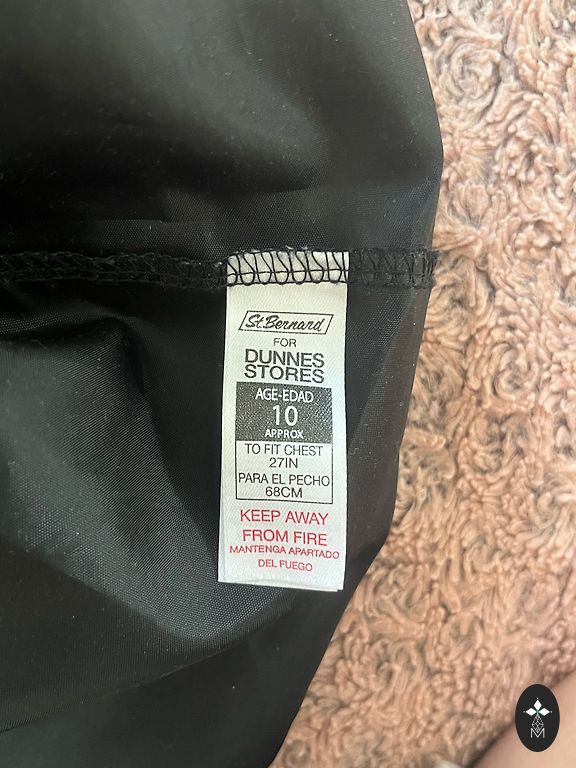 St.Bernard
FOR
DUNNES
STORES
AGE-EDAD
10
APPROX
TO FIT CHEST
27IN
PARA EL PECHO
68CM
KEEP AWAY
FROM FIRE
MANTENGA APARTADO
DEL FUEGO
M